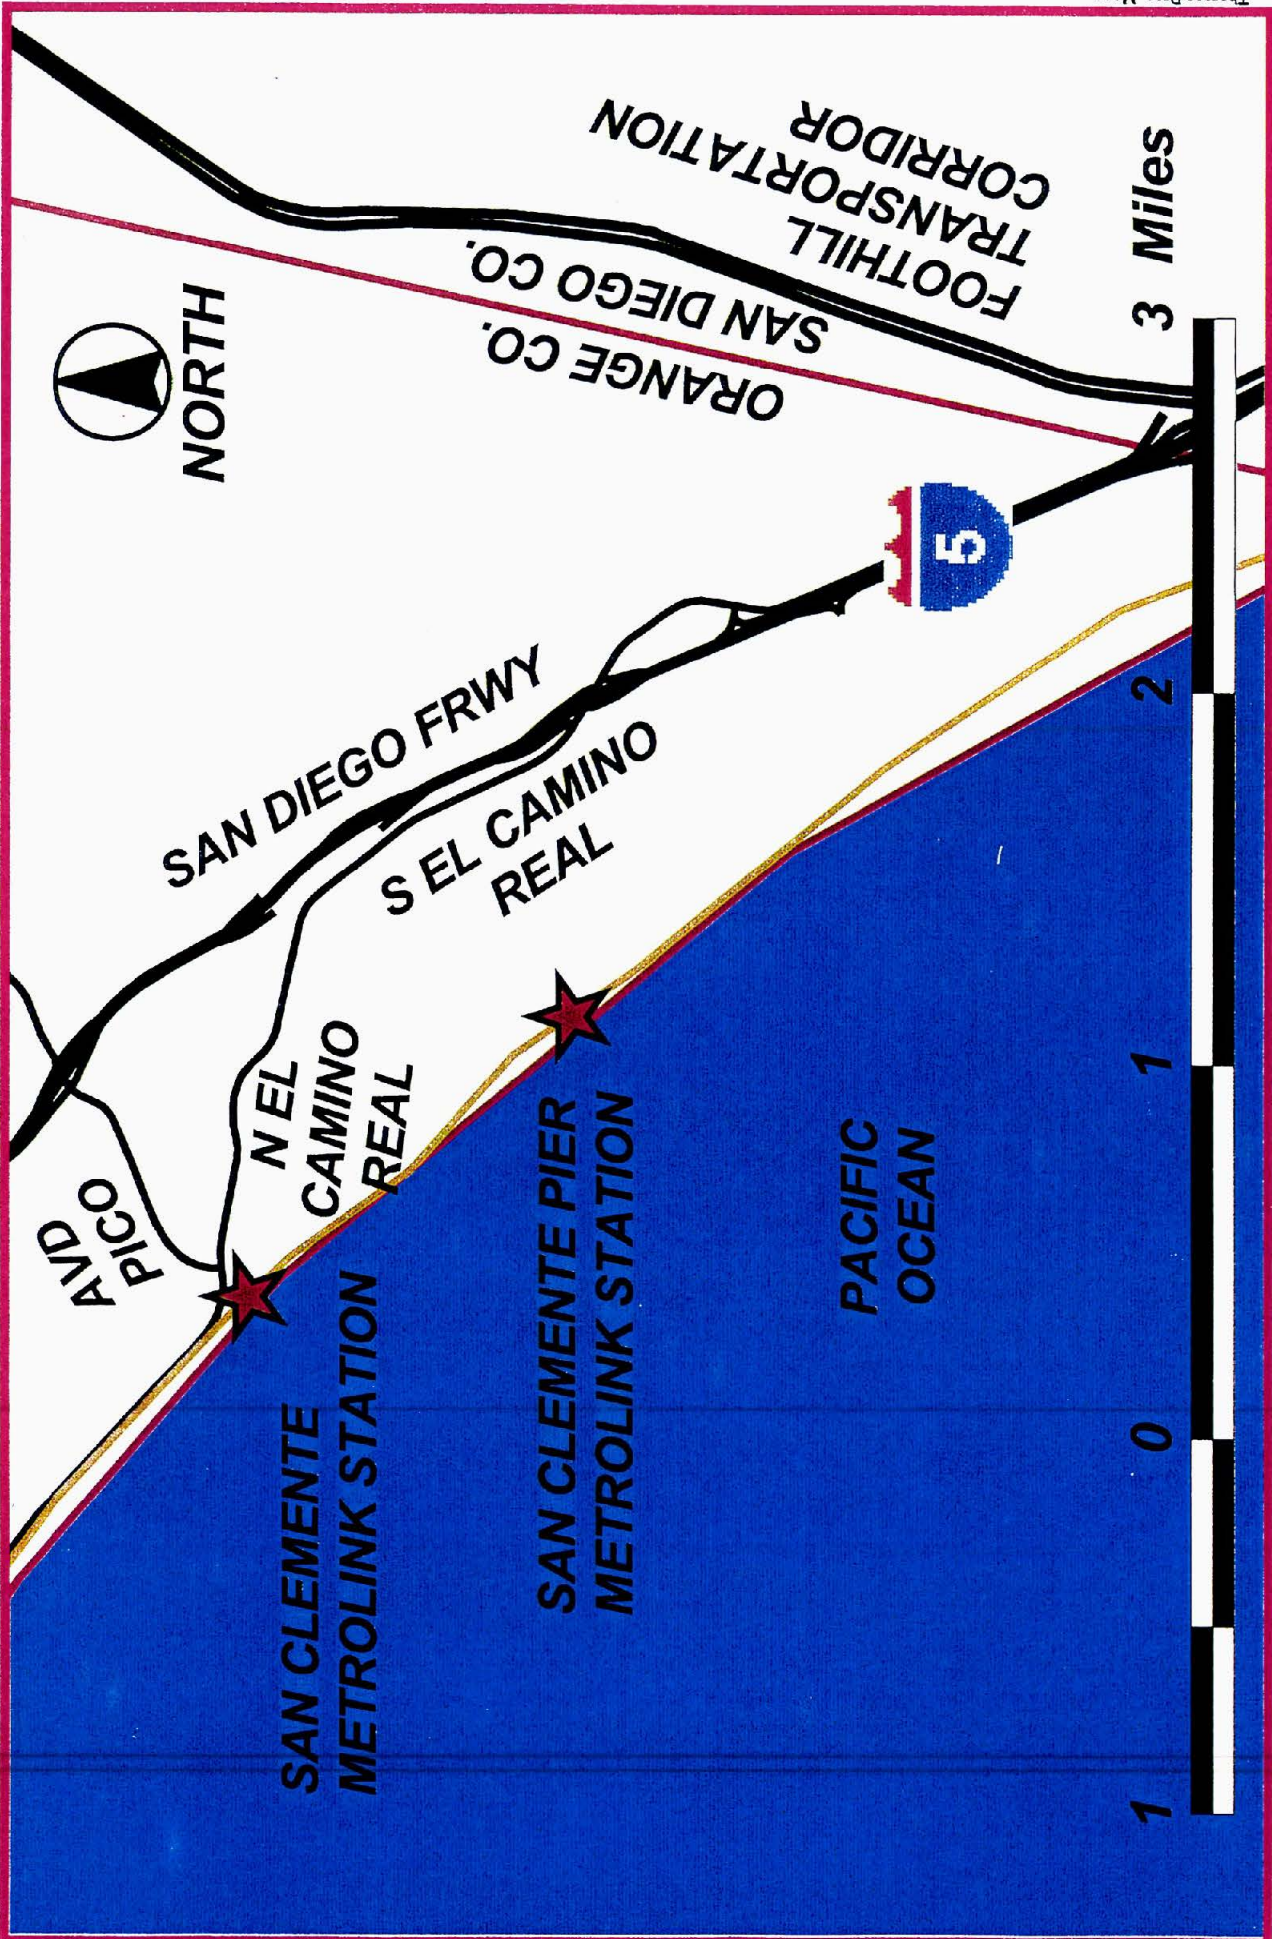 NORTH
AVD
PICO
SAN DIEGO FRWY
N EL
CAMINO
REAL
S EL CAMINO
REAL
ORANGE CO.
SAN DIEGO CO.
FOOTHILL
TRANSPORTATION
CORRIDOR
5
SAN CLEMENTE
METROLINK STATION
SAN CLEMENTE PIER
METROLINK STATION
PACIFIC
OCEAN
1 0 1 2 3 Miles